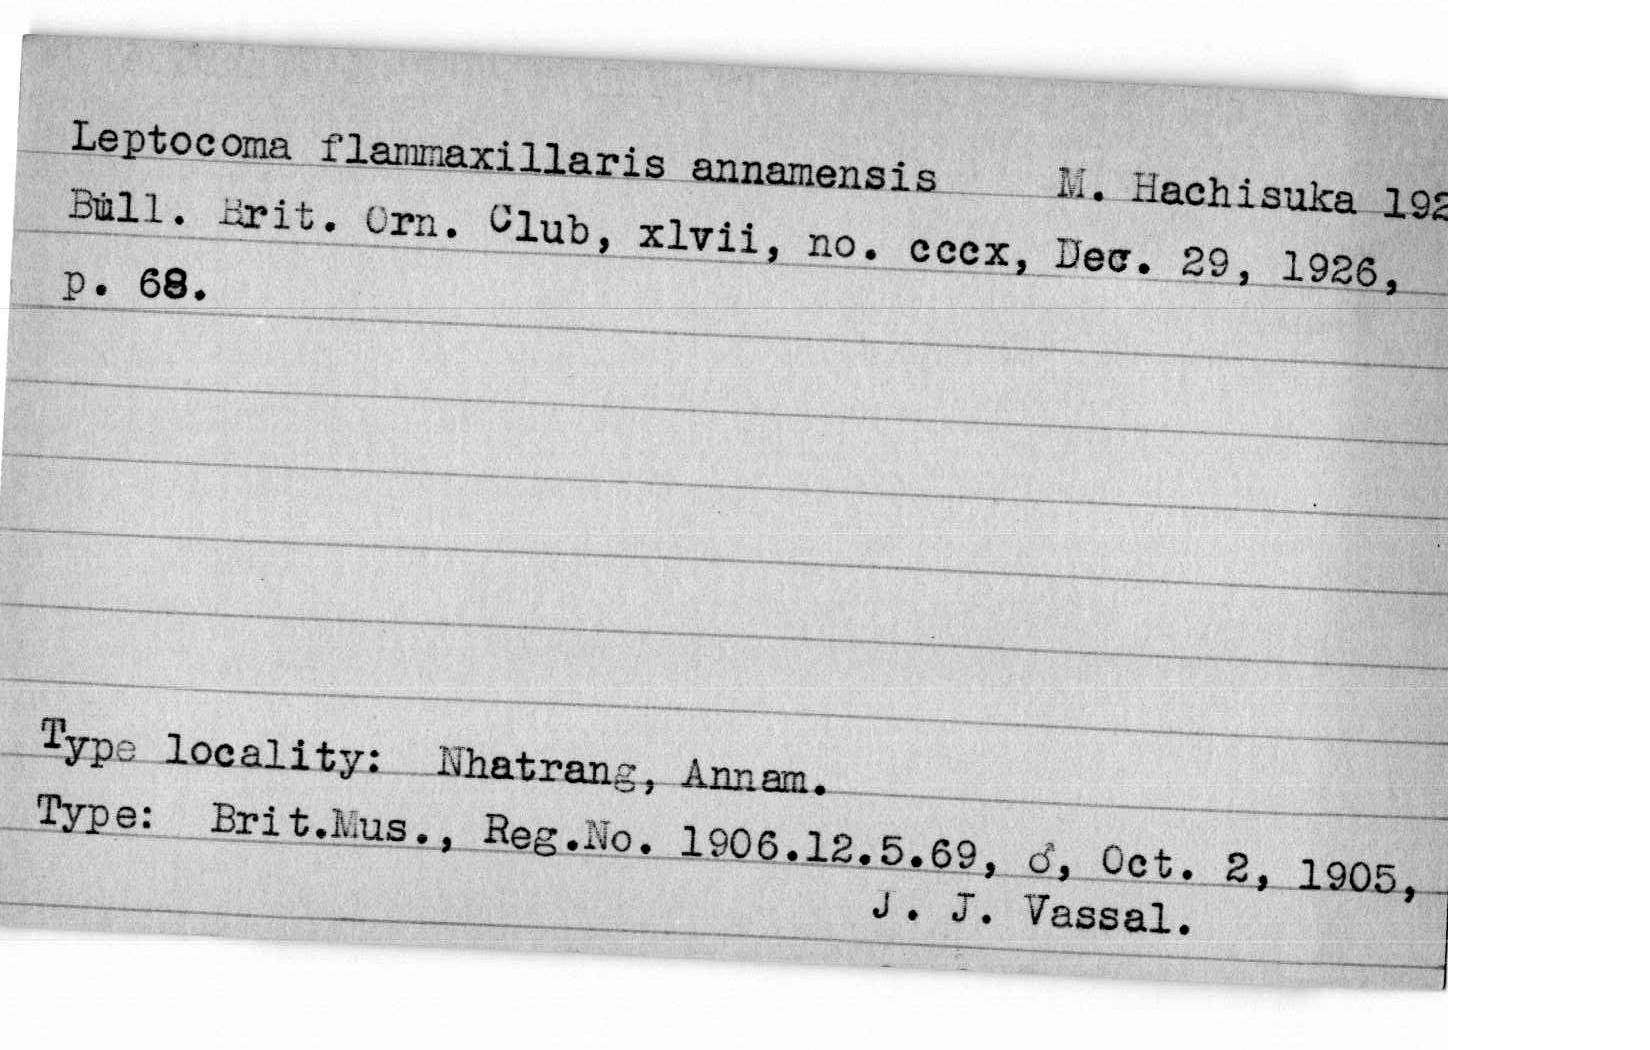 Leptocoma flammaxillaris annamensis M. Hachisuka 192
Bull. Brit. Orn. Club, xlvii, no. cccx, Dec. 29, 1926,
p. 68.
Type locality: Nhatrang, Annam.
Type: Brit.Mus., Reg.No. 1906.12.5.69, ♂, Oct. 2, 1905,
J. J. Vassal.